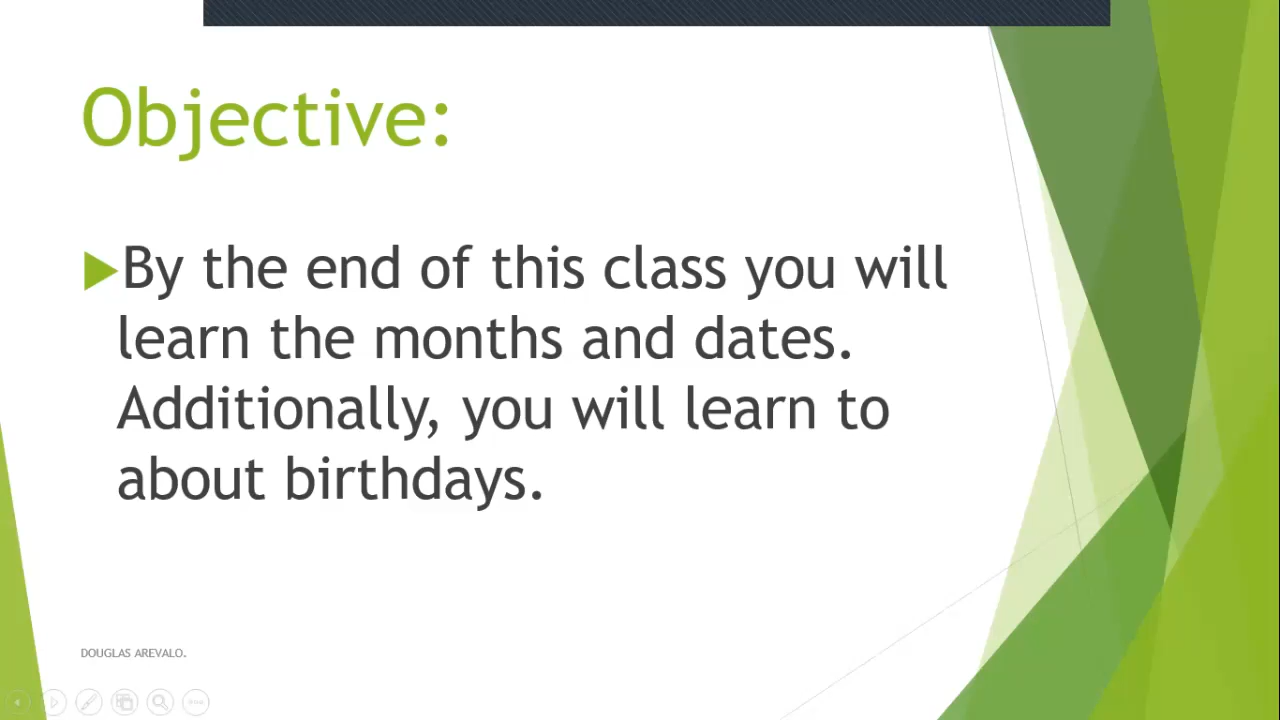 Objective:
By the end of this class you will
learn the months and dates.
Additionally, you will learn to
about birthdays.
DOUGLAS AREVALO.